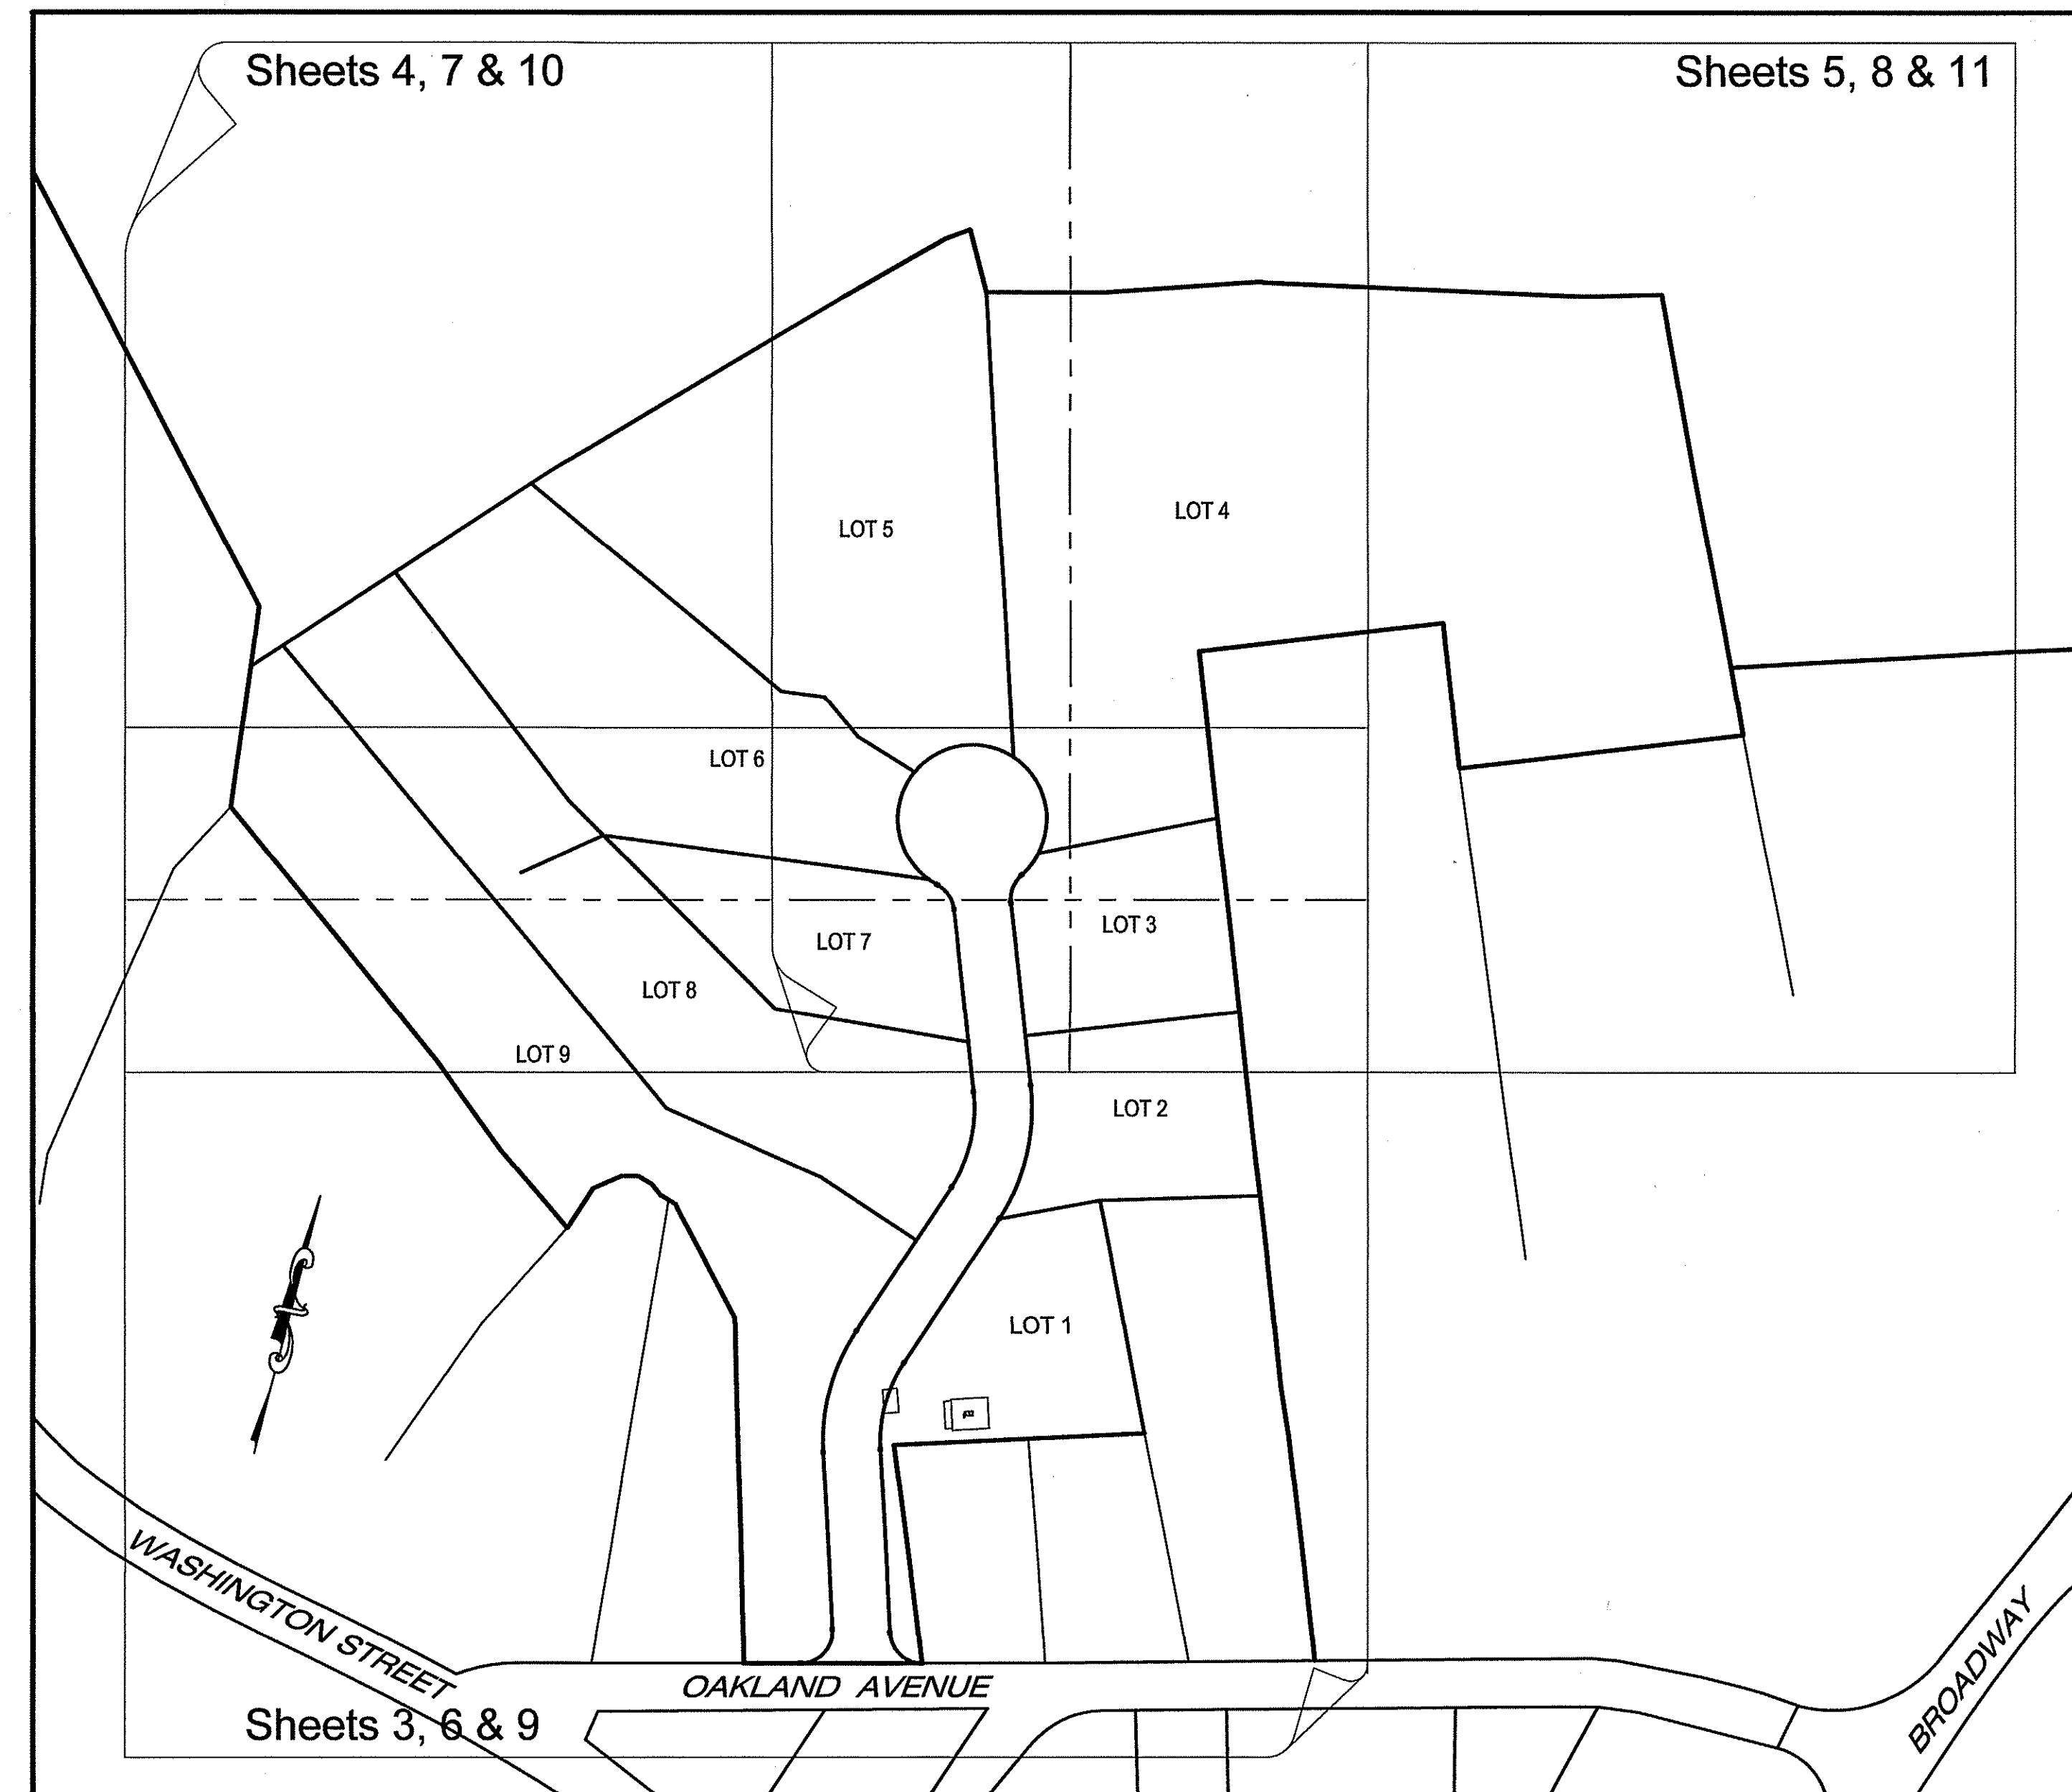 Sheets 4, 7 & 10
Sheets 5, 8 & 11
LOT 4
LOT 5
LOT 6
LOT 3
LOT 7
LOT 8
LOT 9
LOT 2
LOT 1
WASHINGTON STREET
OAKLAND AVENUE
BROADWAY
Sheets 3, 6 & 9